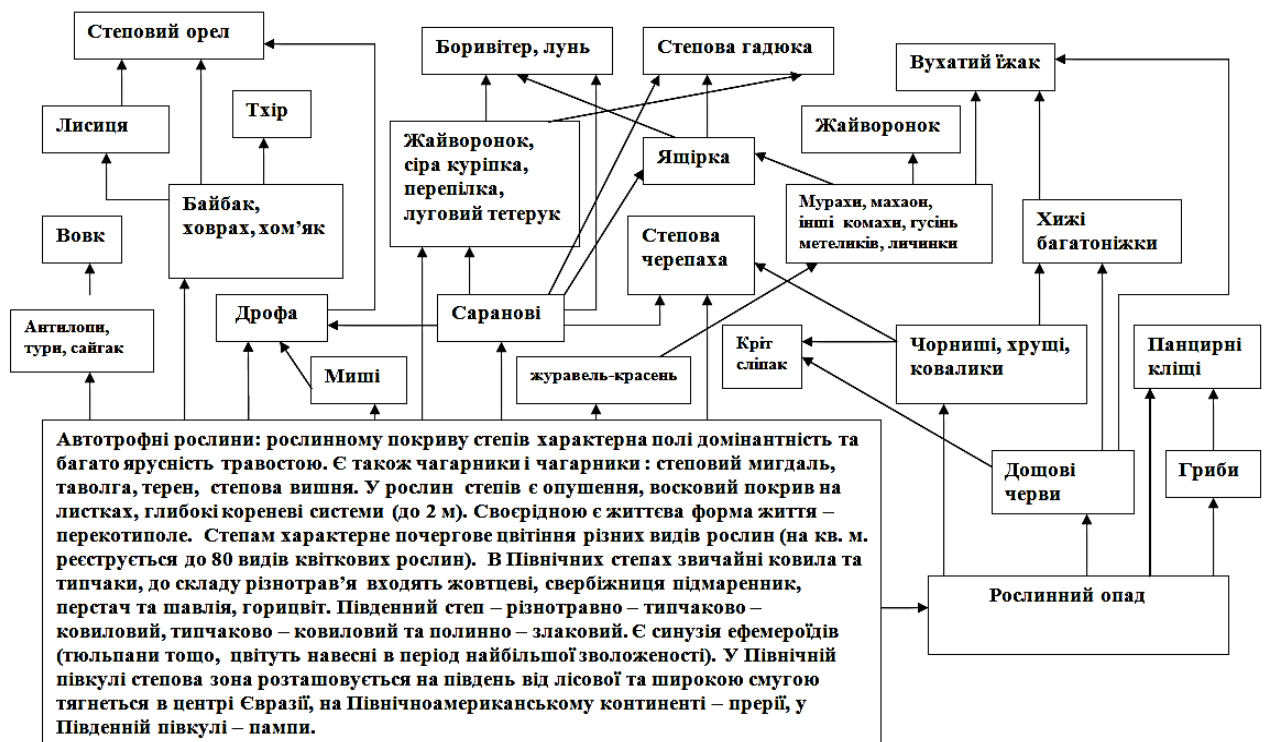 Степовий орел
Боривітер, лунь
Степова гадюка
Вухатий їжак
Лисиця
Тхір
Жайворонок,
сіра куріпка,
перепілка,
луговий тетерук
Ящірка
Жайворонок
Байбак,
ховрах, хом’як
Мурахи, махаон,
інші комахи, гусінь
метеликів, личинки
Хижі
багатоніжки
Вовк
Степова
черепаха
Антилопи,
тури, сайгак
Дрофа
Саранові
Миші
журавель-красень
Кріт
сліпак
Чорниші, хрущі,
ковалики
Панцирні
кліщі
Автотрофні рослини: рослинному покриву степів характерна полі домінантність та
багато ярусність травостою. Є також чагарники і чагарники : степовий мигдаль,
таволга, терен, степова вишня. У рослин степів є опушення, восковий покрив на
листках, глибокі кореневі системи (до 2 м). Своєрідною є життєва форма життя –
перекотиполе. Степам характерне почергове цвітіння різних видів рослин (на кв. м.
реєструється до 80 видів квіткових рослин). В Північних степах звичайні ковила та
типчаки, до складу різнотрав’я входять жовтцеві, свербіжниця підмаренник,
перстач та шавлія, горицвіт. Південний степ – різнотравно – типчаково –
ковиловий, типчаково – ковиловий та полинно – злаковий. Є синузія ефемероїдів
(тюльпани тощо, цвітуть навесні в період найбільшої зволоженості). У Північній
півкулі степова зона розташовується на південь від лісової та широкою смугою
тягнеться в центрі Євразії, на Північноамериканському континенті – прерії, у
Південній півкулі – пампи.
Дощові
черви
Гриби
Рослинний опад